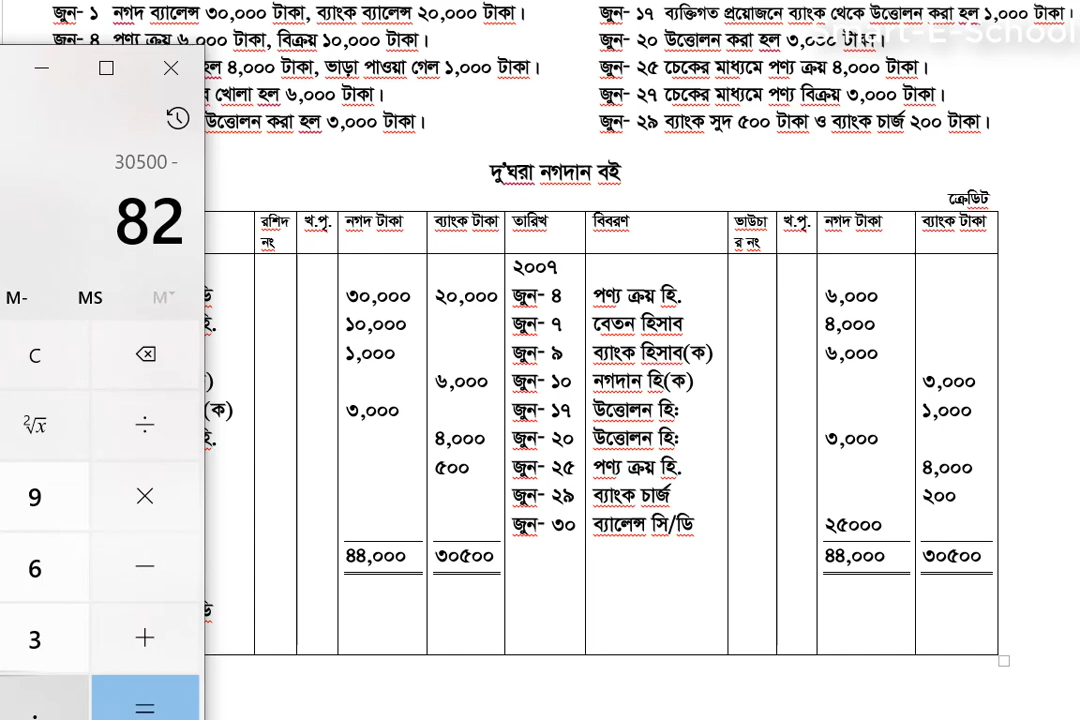 জুন- ১ নগদ ব্যালেন্স ৩০,০০০ টাকা, ব্যাংক ব্যালেন্স ২০,০০০ টাকা।
জুন- ৪ পণ্য ক্রয় ৬,০০০ টাকা, বিক্রয় ১০,০০০ টাকা।
হল ৪,০০০ টাকা, ভাড়া পাওয়া গেল ১,০০০ টাকা।
ব খোলা হল ৬,০০০ টাকা।
উত্তোলন করা হল ৩,০০০ টাকা।
জুন- ১৭ ব্যক্তিগত প্রয়োজনে ব্যাংক থেকে উত্তোলন করা হল ১,০০০ টাকা।
জুন- ২০ উত্তোলন করা হল ৩,০০০ টাকা।
Smart-E-School
জুন- ২৫ চেকের মাধ্যমে পণ্য ক্রয় ৪,০০০ টাকা।
জুন- ২৭ চেকের মাধ্যমে পণ্য বিক্রয় ৩,০০০ টাকা।
জুন- ২৯ ব্যাংক সুদ ৫০০ টাকা ও ব্যাংক চার্জ ২০০ টাকা।
30500 -
82
M- MS M
C
²√x ÷
9 ×
6 −
3 +
. =
দু'ঘরা নগদান বই
ক্রেডিট
রশিদ নং খ.পৃ. নগদ টাকা ব্যাংক টাকা তারিখ বিবরণ ভাউচার নং খ.পৃ. নগদ টাকা ব্যাংক টাকা
২০০৭
ডি ৩০,০০০ ২০,০০০ জুন- ৪ পণ্য ক্রয় হি. ৬,০০০
হি. ১০,০০০ জুন- ৭ বেতন হিসাব ৪,০০০
১,০০০ জুন- ৯ ব্যাংক হিসাব(ক) ৬,০০০
) ৬,০০০ জুন- ১০ নগদান হি(ক) ৩,০০০
(ক) ৩,০০০ জুন- ১৭ উত্তোলন হিঃ ১,০০০
হি. ৪,০০০ জুন- ২০ উত্তোলন হিঃ ৩,০০০
৫০০ জুন- ২৫ পণ্য ক্রয় হি. ৪,০০০
জুন- ২৯ ব্যাংক চার্জ ২০০
জুন- ৩০ ব্যালেন্স সি/ডি ২৫০০০
৪৪,০০০ ৩০৫০০ ৪৪,০০০ ৩০৫০০
ডি